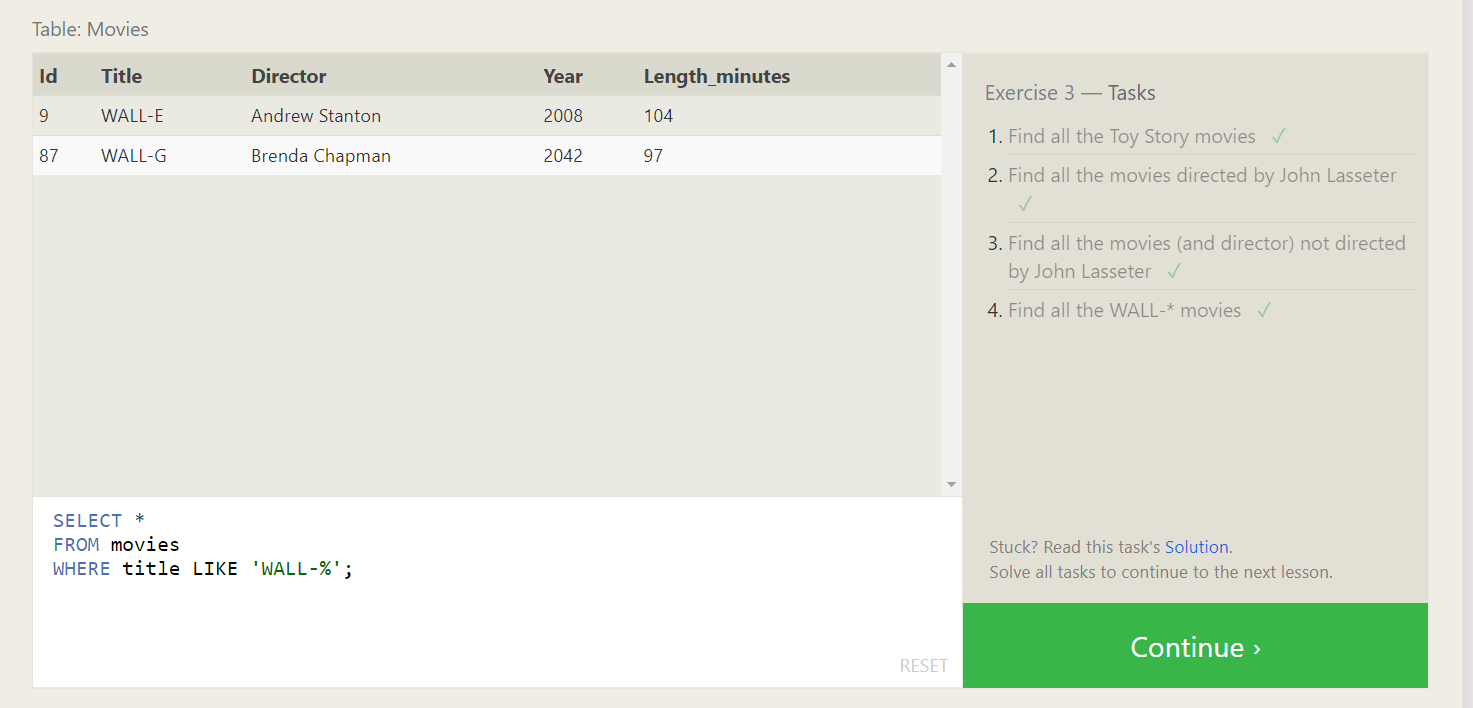 Table: Movies
Id Title Director Year Length_minutes
9 WALL-E Andrew Stanton 2008 104
87 WALL-G Brenda Chapman 2042 97
SELECT *
FROM movies
WHERE title LIKE 'WALL-%';
RESET
Exercise 3 — Tasks
1. Find all the Toy Story movies ✓
2. Find all the movies directed by John Lasseter
✓
3. Find all the movies (and director) not directed
by John Lasseter ✓
4. Find all the WALL-* movies ✓
Stuck? Read this task's Solution.
Solve all tasks to continue to the next lesson.
Continue ›